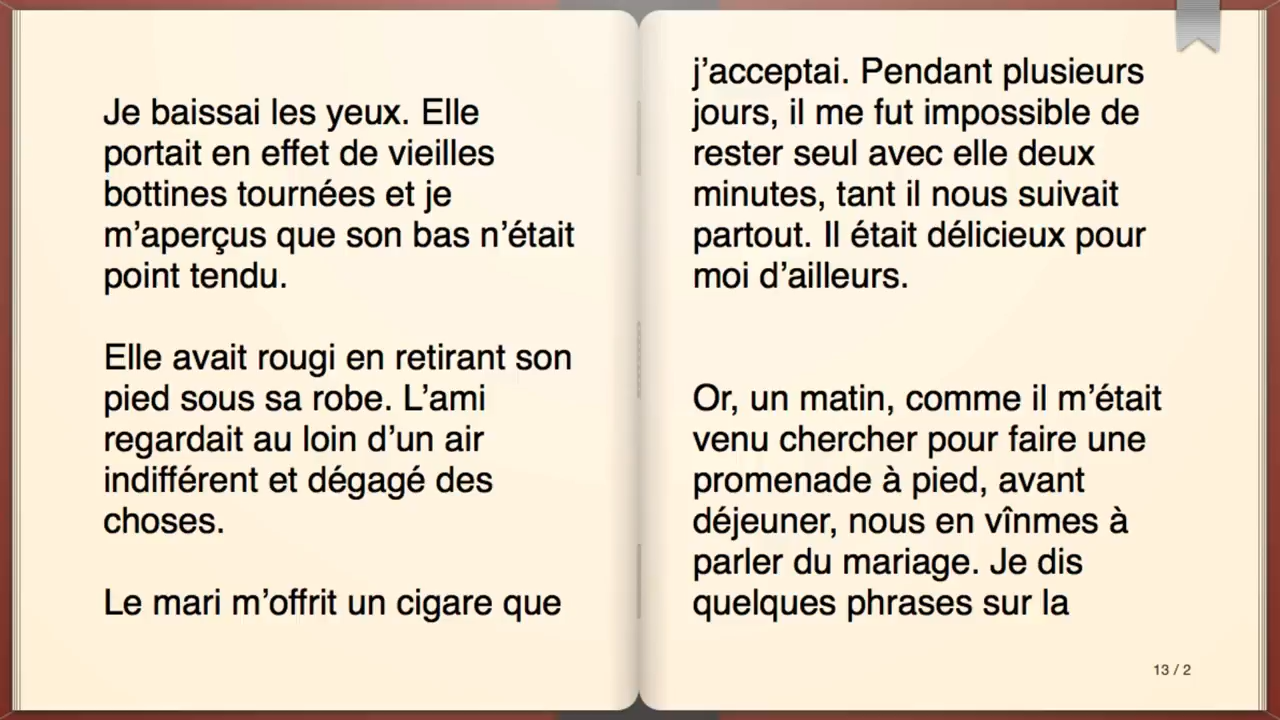 Je baissai les yeux. Elle
portait en effet de vieilles
bottines tournées et je
m’aperçus que son bas n’était
point tendu.
Elle avait rougi en retirant son
pied sous sa robe. L’ami
regardait au loin d’un air
indifférent et dégagé des
choses.
Le mari m’offrit un cigare que
j’acceptai. Pendant plusieurs
jours, il me fut impossible de
rester seul avec elle deux
minutes, tant il nous suivait
partout. Il était délicieux pour
moi d’ailleurs.
Or, un matin, comme il m’était
venu chercher pour faire une
promenade à pied, avant
déjeuner, nous en vînmes à
parler du mariage. Je dis
quelques phrases sur la
13 / 2